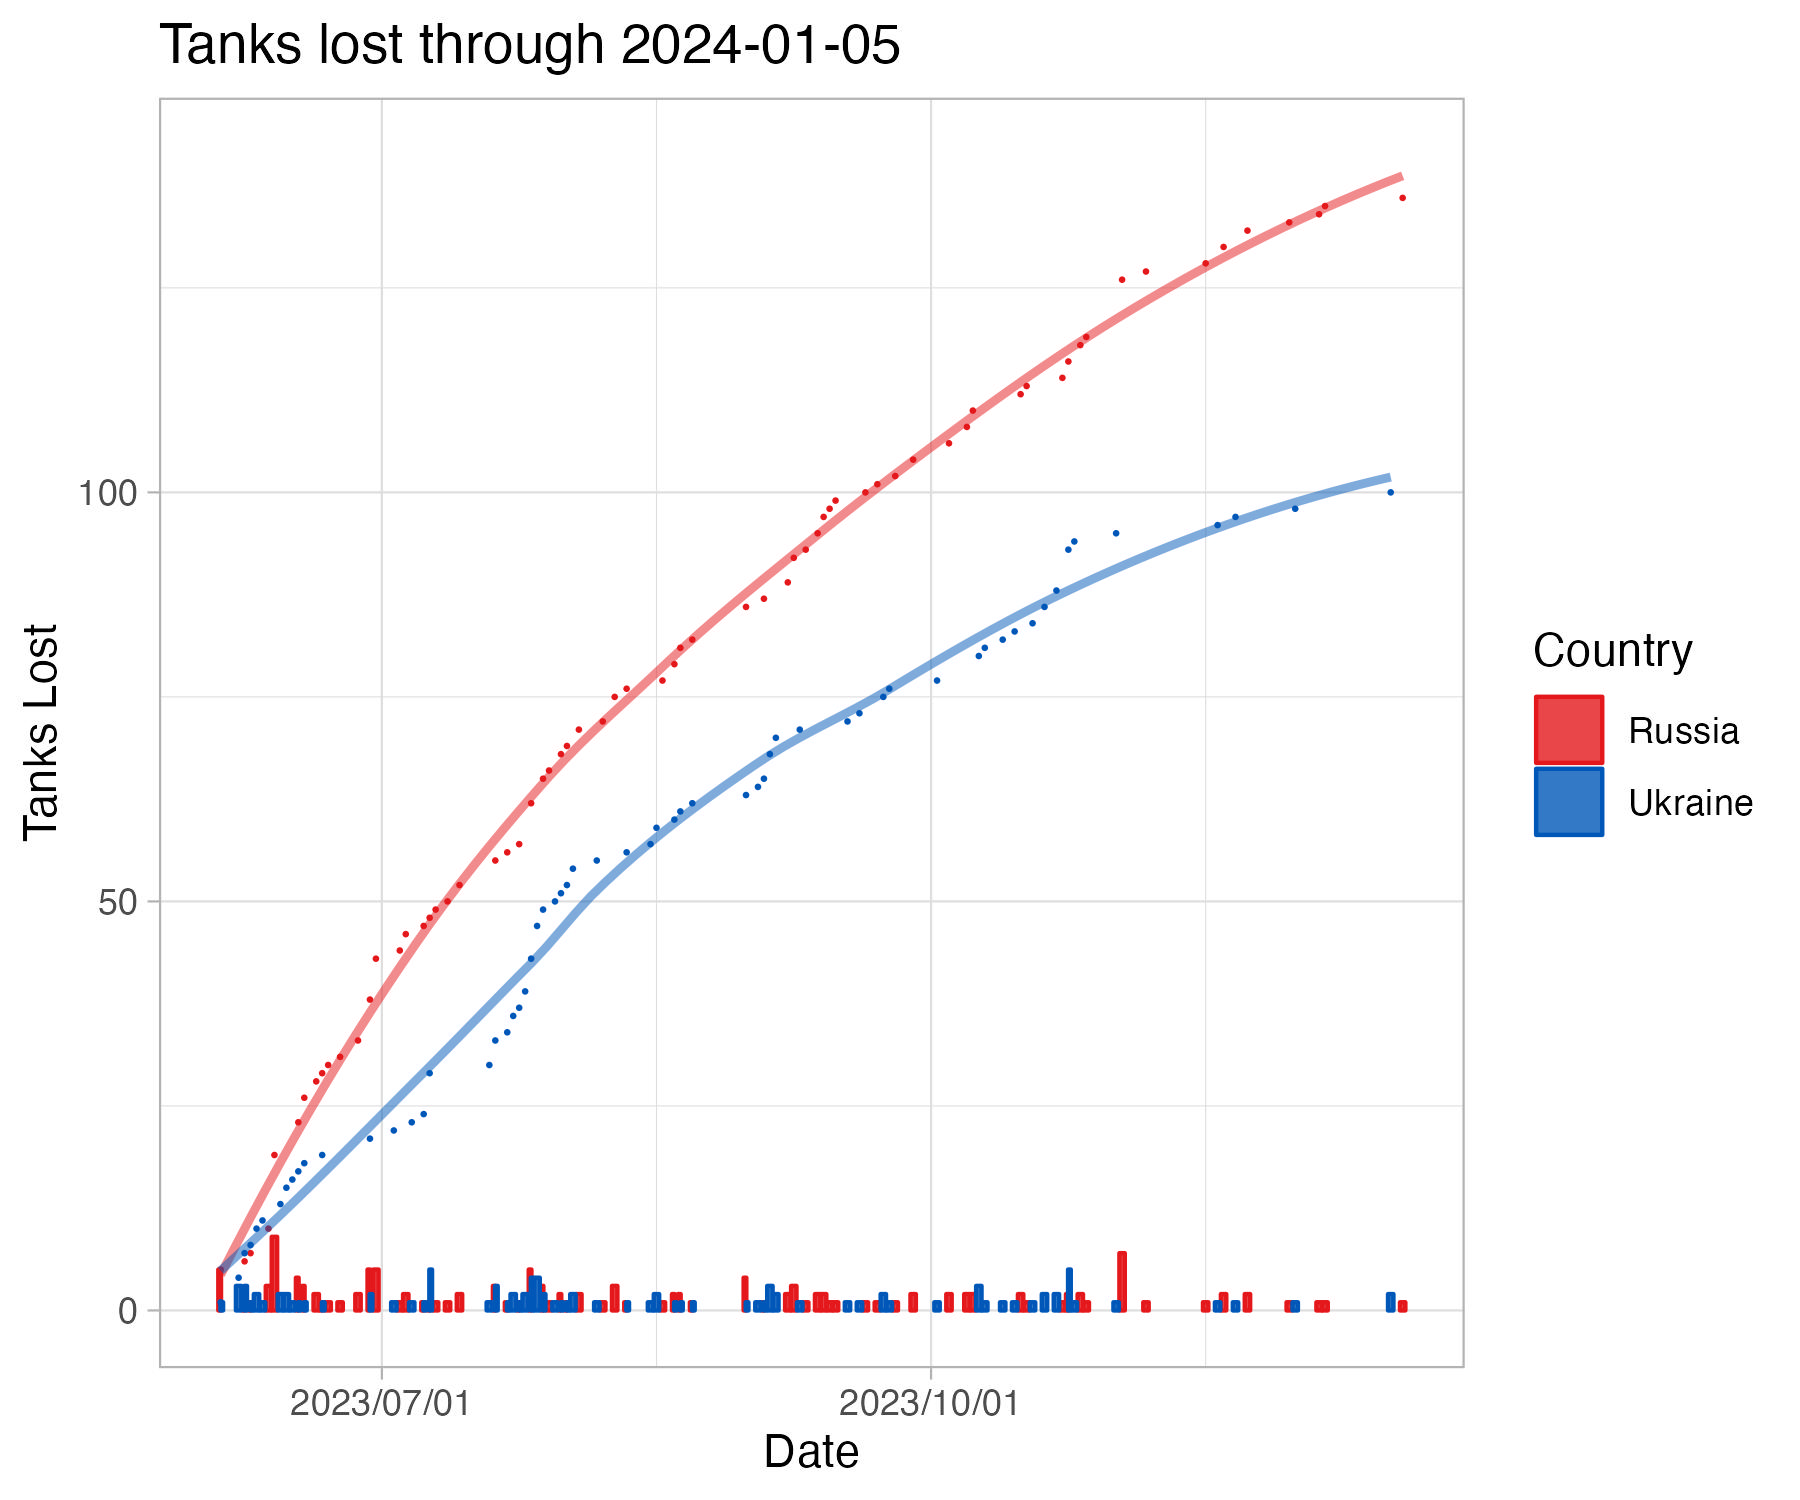 Tanks lost through 2024-01-05
Tanks Lost
100
50
0
2023/07/01
2023/10/01
Date
Country
Russia
Ukraine